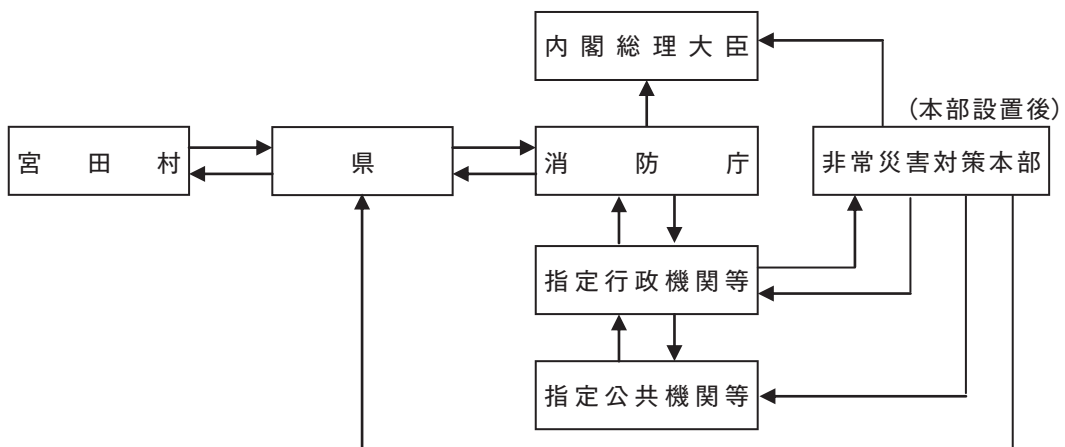 内閣総理大臣
(本部設置後)
宮田村
県
消防庁
非常災害対策本部
指定行政機関等
指定公共機関等